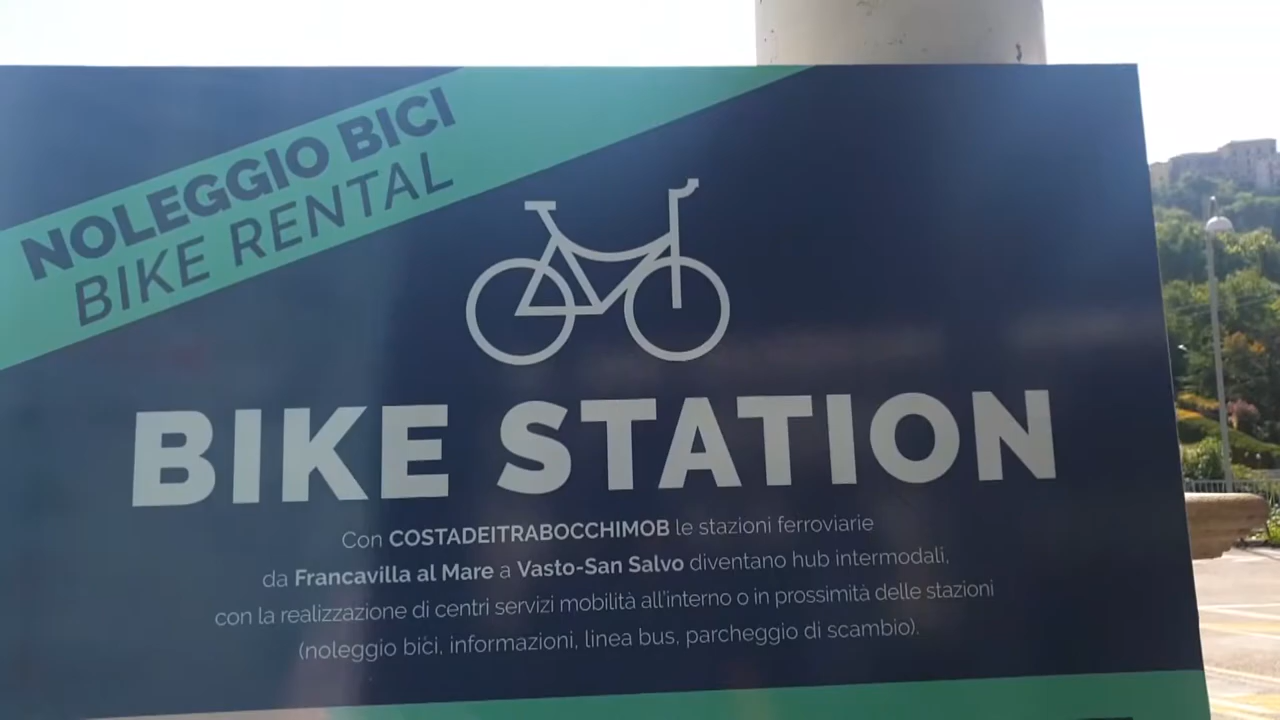 NOLEGGIO BICI
BIKE RENTAL
BIKE STATION
Con COSTADEITRABOCCHIMOB le stazioni ferroviarie
da Francavilla al Mare a Vasto-San Salvo diventano hub intermodali,
con la realizzazione di centri servizi mobilità all'interno o in prossimità delle stazioni
(noleggio bici, informazioni, linea bus, parcheggio di scambio).